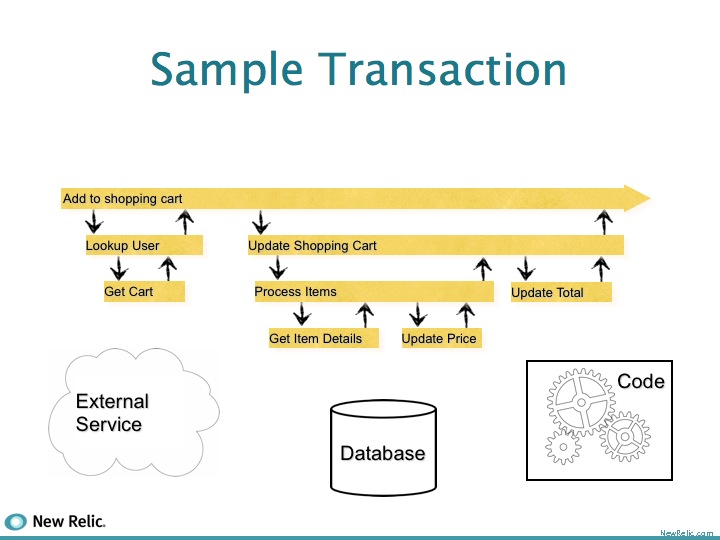 Sample Transaction
Add to shopping cart
Lookup User
Update Shopping Cart
Get Cart
Process Items
Update Total
Get Item Details
Update Price
External
Service
Database
Code
New Relic.
NewRelic.com